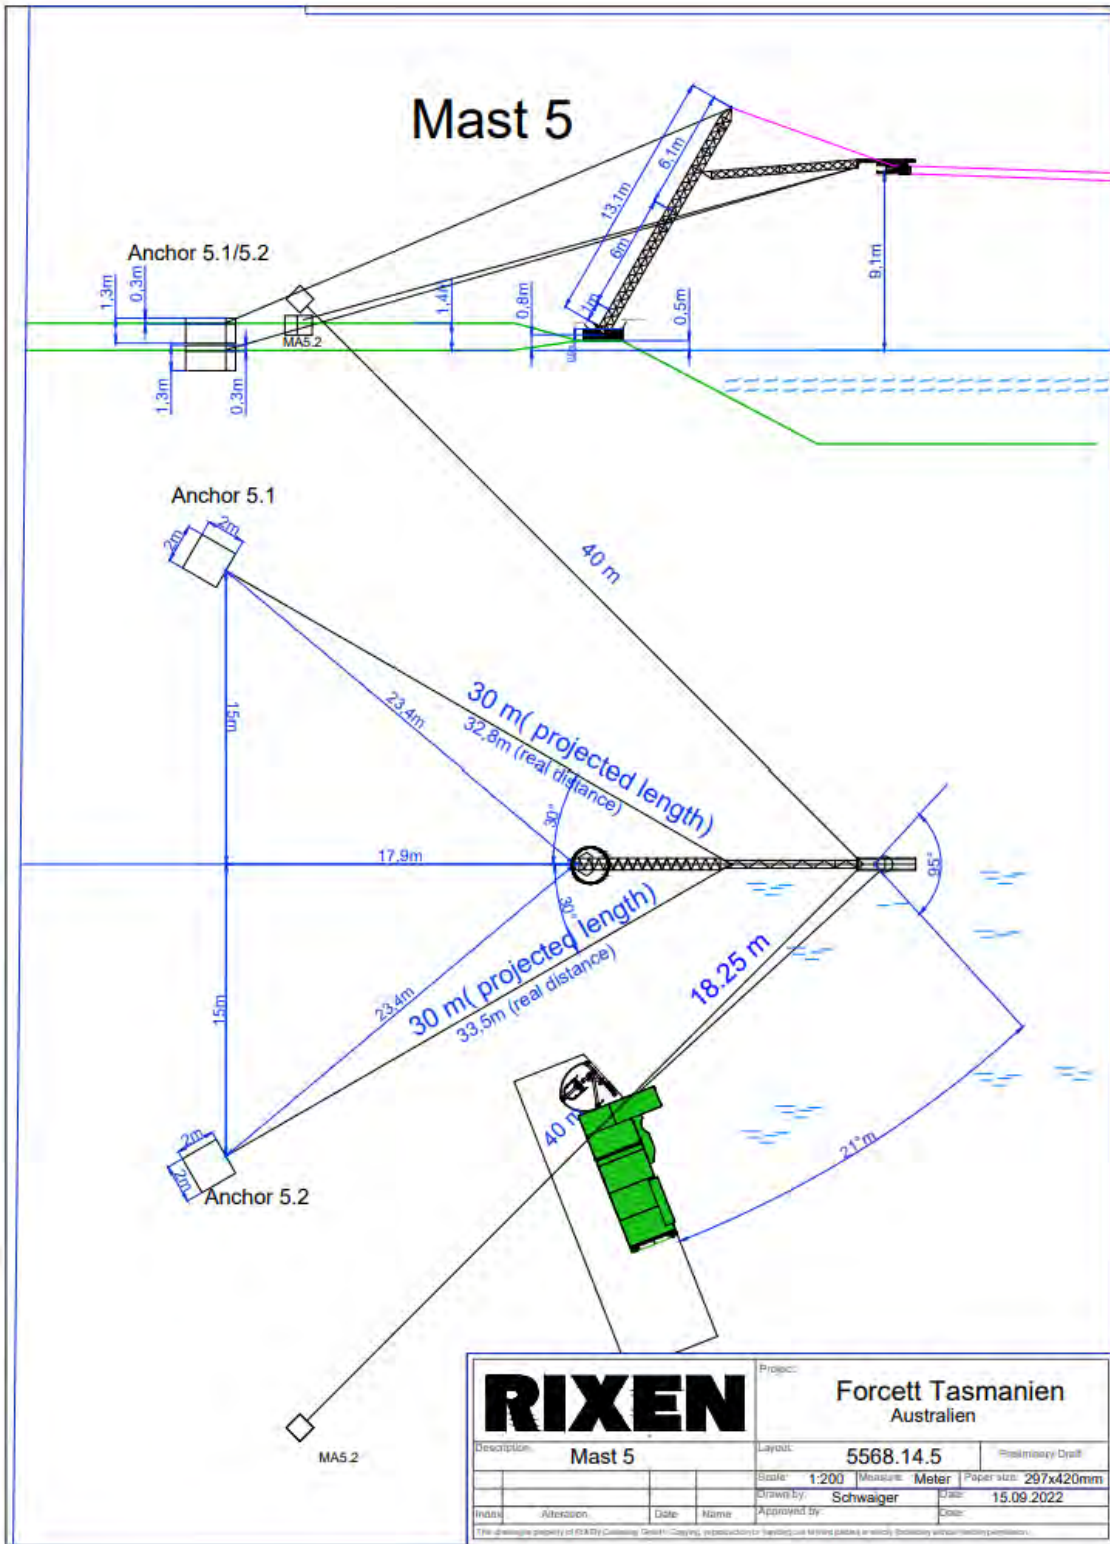 Mast 5
13,1m
6,1m
6m
1m
9,1m
Anchor 5.1/5.2
1,3m
0,3m
1,4m
0,8m
0,5m
MA5.2
1,3m
0,3m
Anchor 5.1
2m
2m
40 m
15m
23,4m
30 m( projected length)
32,8m (real distance)
30°
17,9m
95°
30°
30 m( projected length)
33,5m (real distance)
23,4m
15m
18.25 m
40 m
21°m
2m
2m
Anchor 5.2
MA5.2
RIXEN
Project:
Forcett Tasmanien
Australien
Description:
Mast 5
Layout:
5568.14.5
Preliminary Draft
Scale: 1:200 Measure: Meter Paper size: 297x420mm
Drawn by: Schwaiger Date: 15.09.2022
Index Alteration Date Name Approved by: Date: